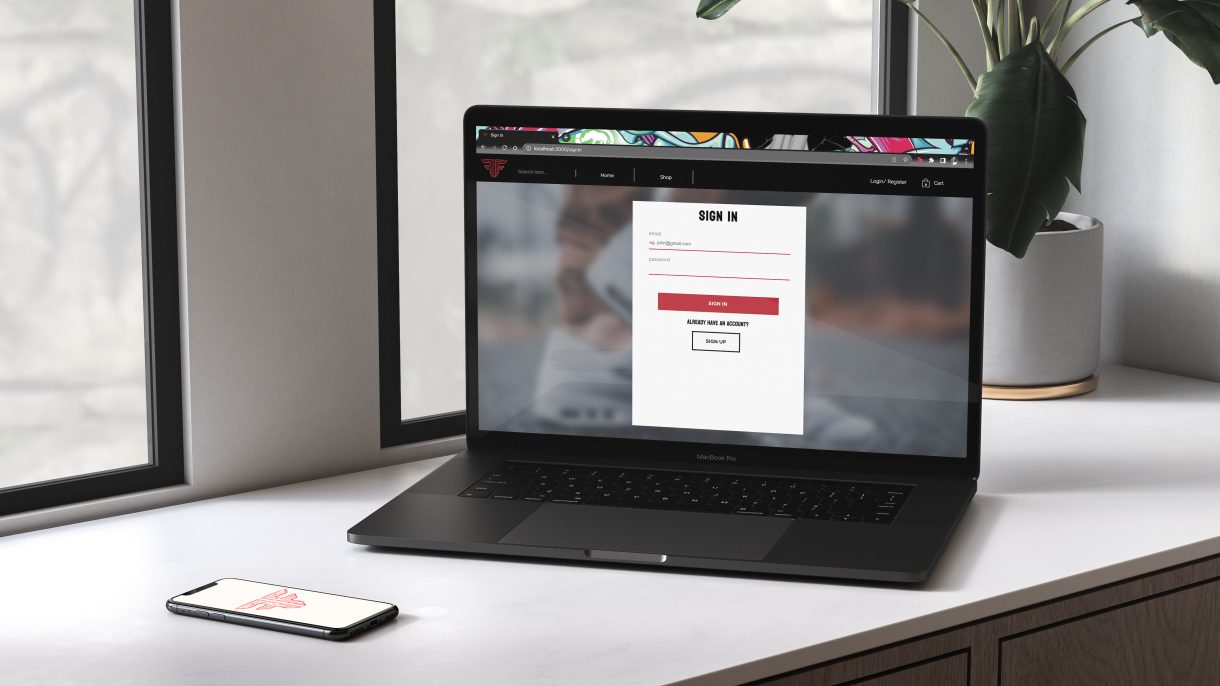 Sign In
localhost:3000/signin
Search item..
Home
Shop
Login/ Register
Cart
SIGN IN
email
eg. john@gmail.com
password
SIGN IN
ALREADY HAVE AN ACCOUNT?
SIGN UP
MacBook Pro